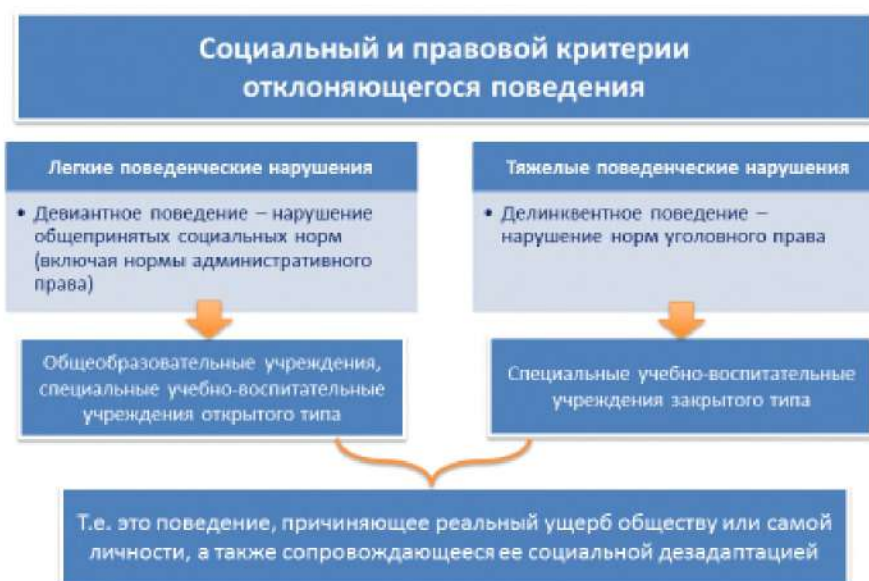 Социальный и правовой критерии
отклоняющегося поведения
Легкие поведенческие нарушения
• Девиантное поведение – нарушение
общепринятых социальных норм
(включая нормы административного
права)
Общеобразовательные учреждения,
специальные учебно-воспитательные
учреждения открытого типа
Тяжелые поведенческие нарушения
• Делинквентное поведение –
нарушение норм уголовного права
Специальные учебно-воспитательные
учреждения закрытого типа
Т.е. это поведение, причиняющее реальный ущерб обществу или самой
личности, а также сопровождающееся ее социальной дезадаптацией